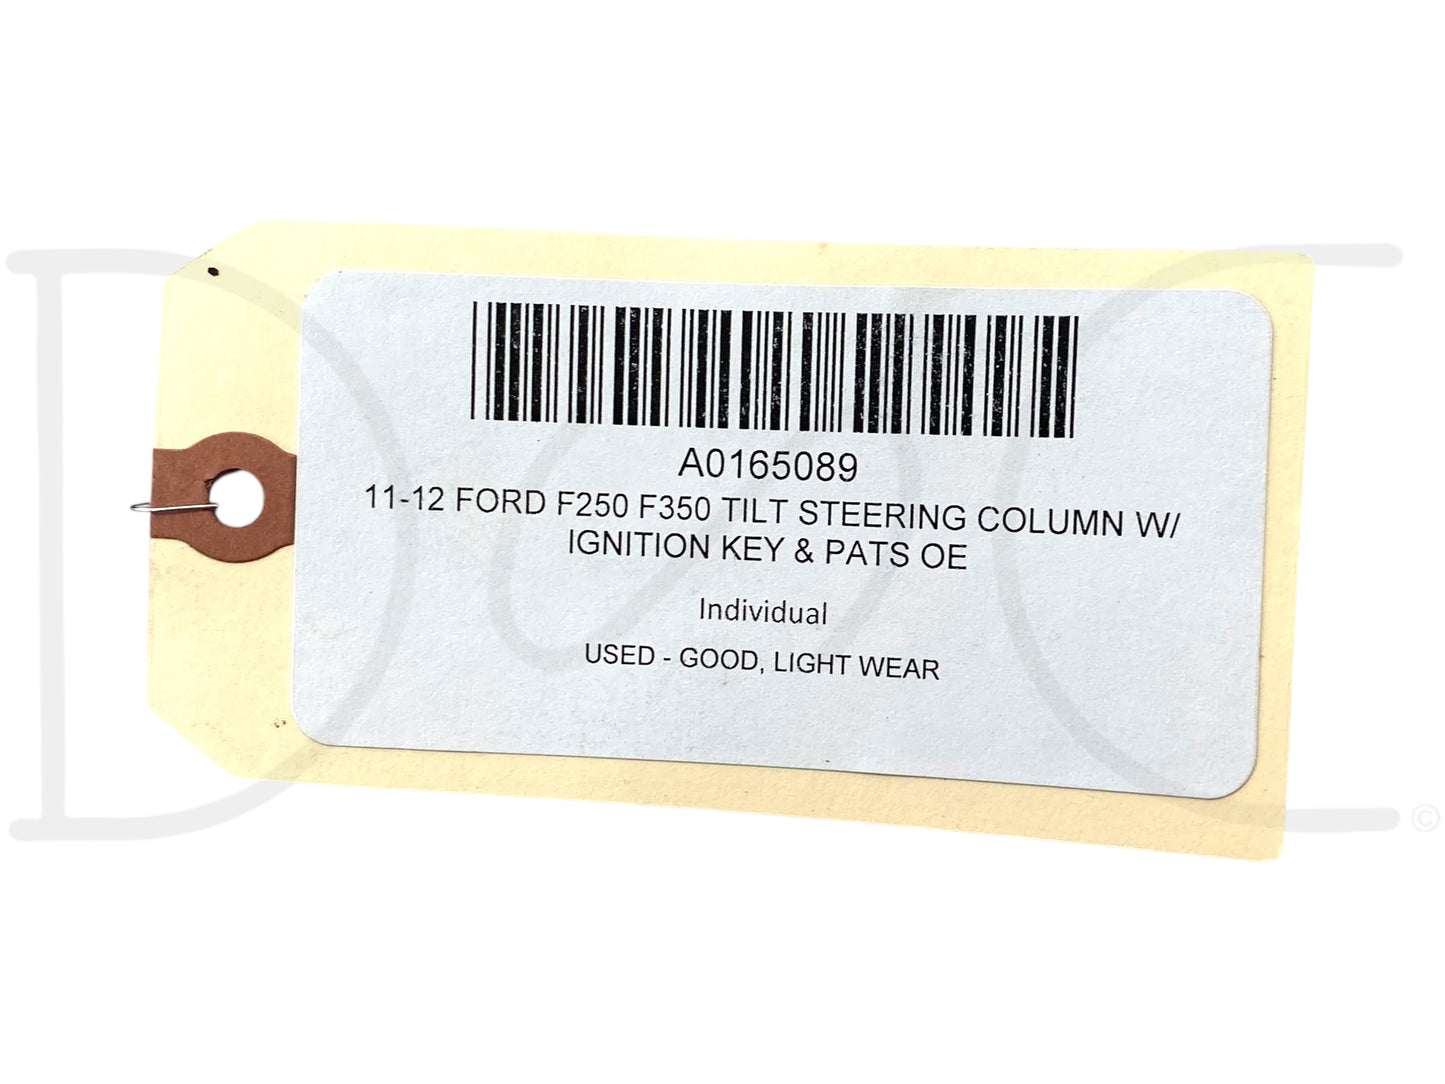 A0165089
11-12 FORD F250 F350 TILT STEERING COLUMN W/
IGNITION KEY & PATS OE
Individual
USED - GOOD, LIGHT WEAR
©